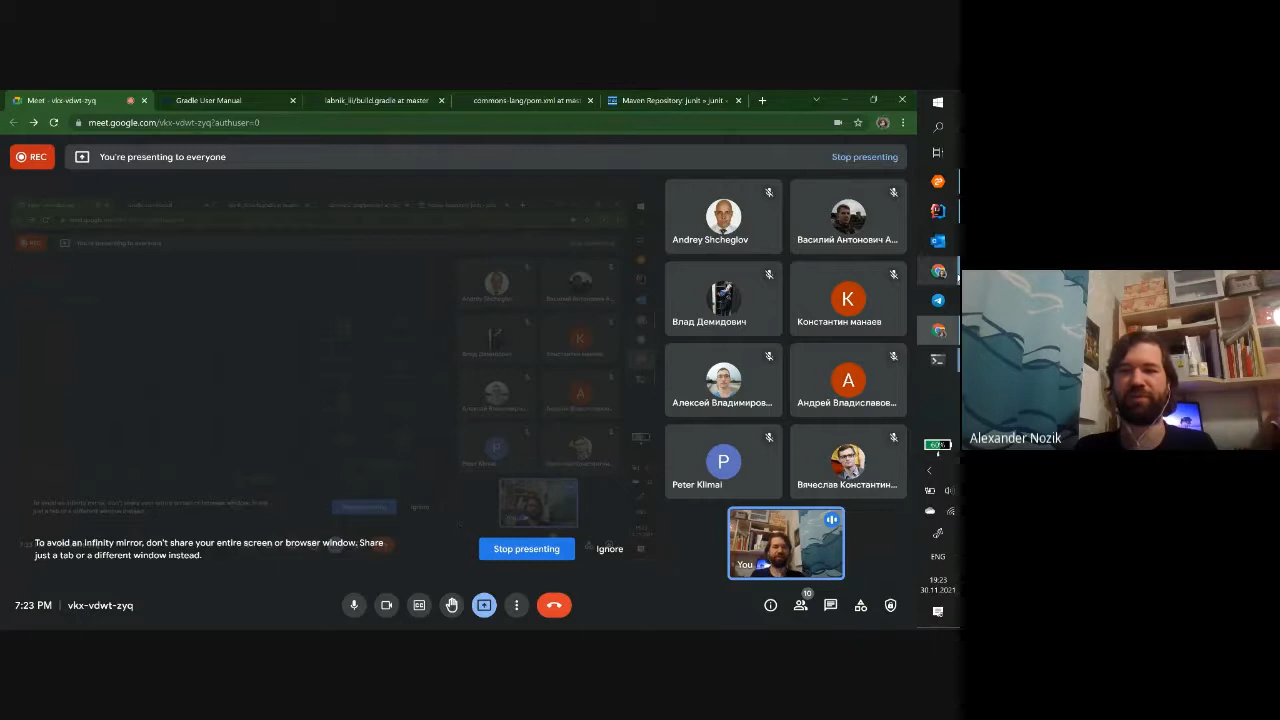 Meet - vkx-vdwt-zyq
Gradle User Manual
labnik_iii/build.gradle at master
commons-lang/pom.xml at mast
Maven Repository: junit » junit »
meet.google.com/vkx-vdwt-zyq?authuser=0
REC
You're presenting to everyone
Stop presenting
Andrey Shcheglov
Василий Антонович А...
Влад Демидович
К
Константин манаев
Алексей Владимиров...
А
Андрей Владиславов...
P
Peter Klimai
Вячеслав Константин...
You
To avoid an infinity mirror, don't share your entire screen or browser window. Share
just a tab or a different window instead.
Stop presenting
Ignore
7:23 PM | vkx-vdwt-zyq
10
60%
ENG
19:23
30.11.2021
Alexander Nozik